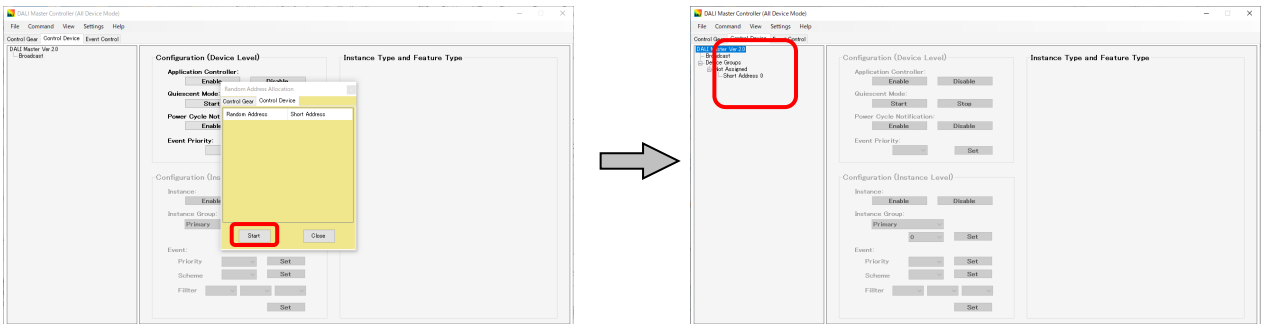 DALI Master Controller (All Device Mode)
File Command View Settings Help
Control Gear Control Device Event Control
DALI Master Ver 2.0
Broadcast
Configuration (Device Level)
Application Controller:
Enable Disable
Quiescent Mode:
Start
Power Cycle Not
Enable
Event Priority:
Configuration (Ins
Instance:
Enable
Instance Group:
Primary
Event:
Priority Set
Scheme Set
Filter
Set
Instance Type and Feature Type
Random Address Allocation
Control Gear Control Device
Random Address Short Address
Start Close
DALI Master Controller (All Device Mode)
File Command View Settings Help
Control Gear Control Device Event Control
DALI Master Ver 2.0
Broadcast
Device Groups
Not Assigned
Short Address 0
Configuration (Device Level)
Application Controller:
Enable Disable
Quiescent Mode:
Start Stop
Power Cycle Notification:
Enable Disable
Event Priority:
Set
Configuration (Instance Level)
Instance:
Enable Disable
Instance Group:
Primary
0 Set
Event:
Priority Set
Scheme Set
Filter
Set
Instance Type and Feature Type